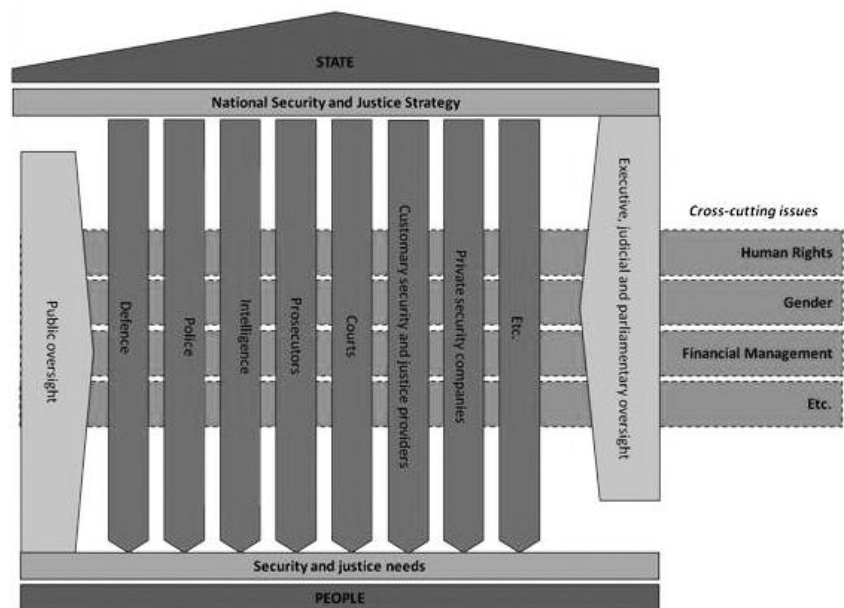 STATE
National Security and Justice Strategy
Public oversight
Defence
Police
Intelligence
Prosecutors
Courts
Customary security and justice providers
Private security companies
Etc.
Executive, judicial and parliamentary oversight
Cross-cutting issues
Human Rights
Gender
Financial Management
Etc.
Security and justice needs
PEOPLE